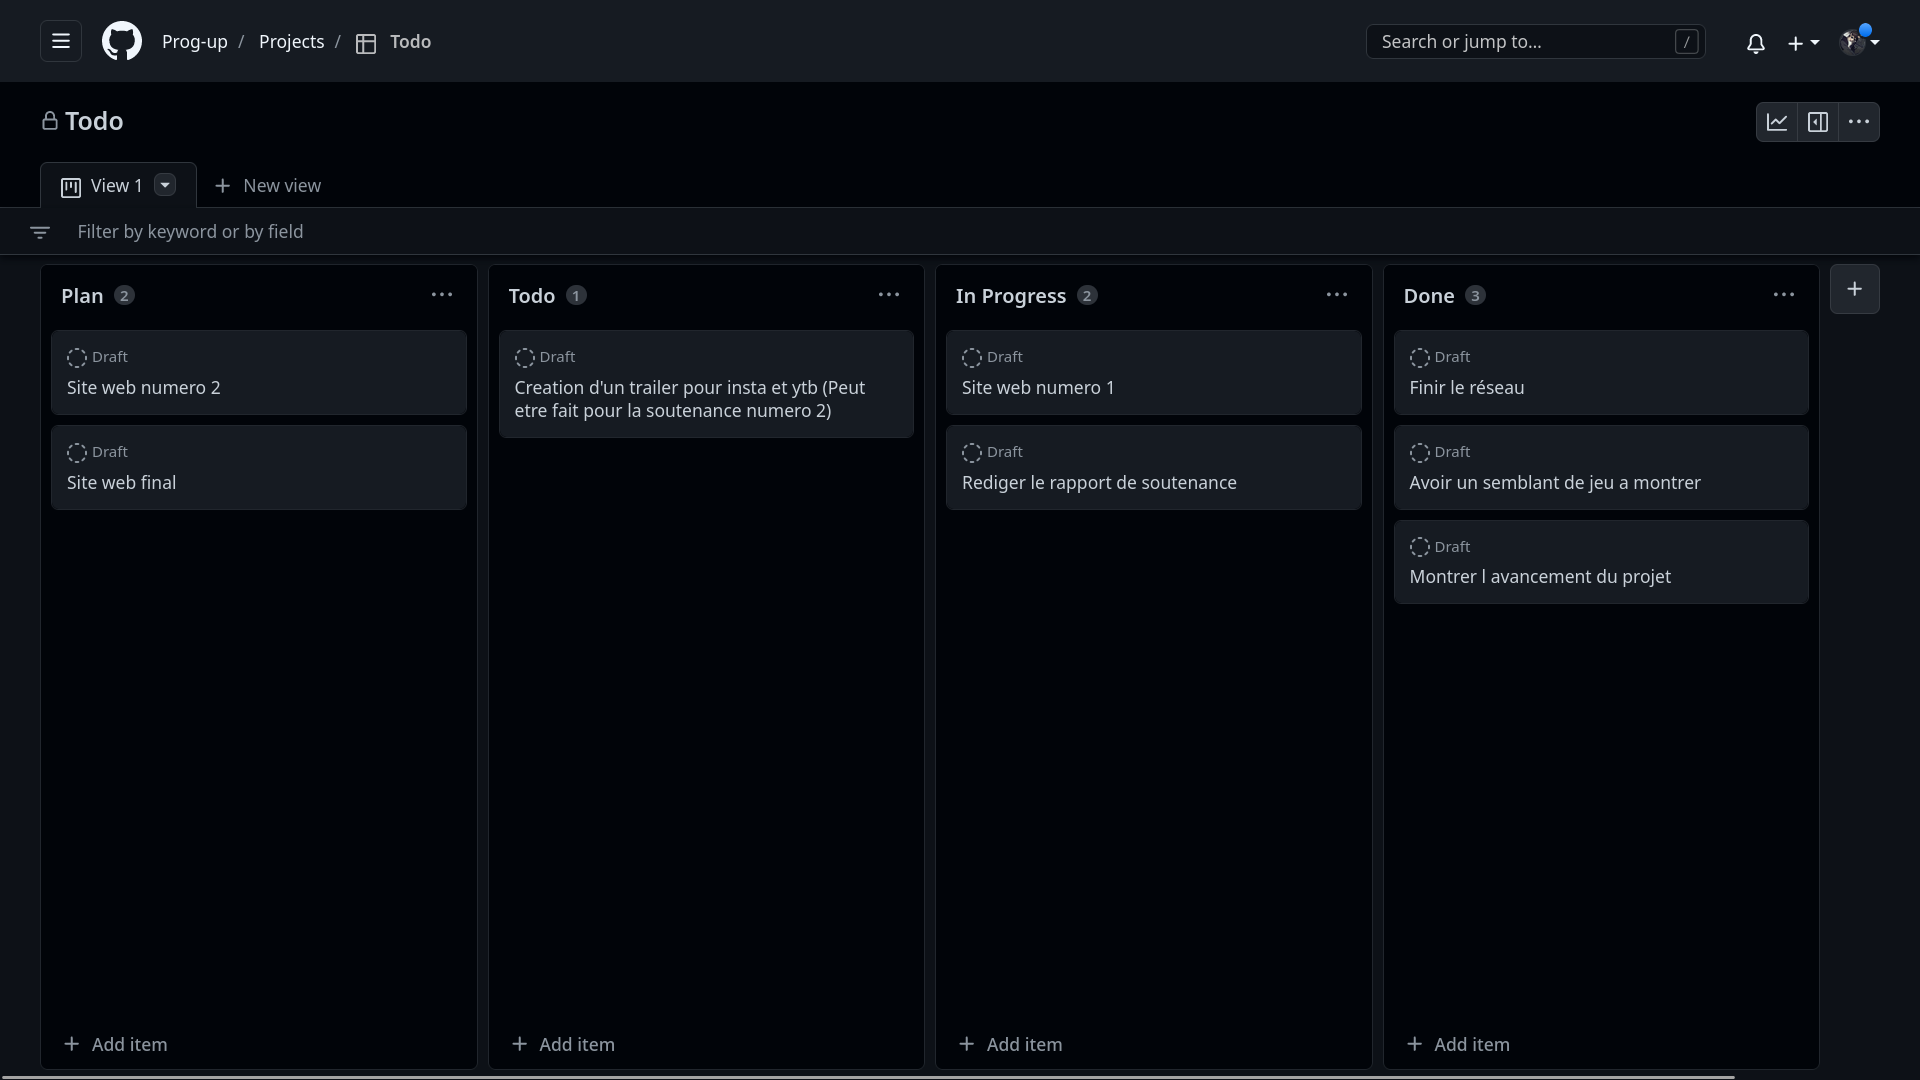 Prog-up / Projects / Todo
Search or jump to... /
Todo
View 1
New view
Filter by keyword or by field
Plan 2
Draft
Site web numero 2
Draft
Site web final
Add item
Todo 1
Draft
Creation d'un trailer pour insta et ytb (Peut
etre fait pour la soutenance numero 2)
Add item
In Progress 2
Draft
Site web numero 1
Draft
Rediger le rapport de soutenance
Add item
Done 3
Draft
Finir le réseau
Draft
Avoir un semblant de jeu a montrer
Draft
Montrer l avancement du projet
Add item